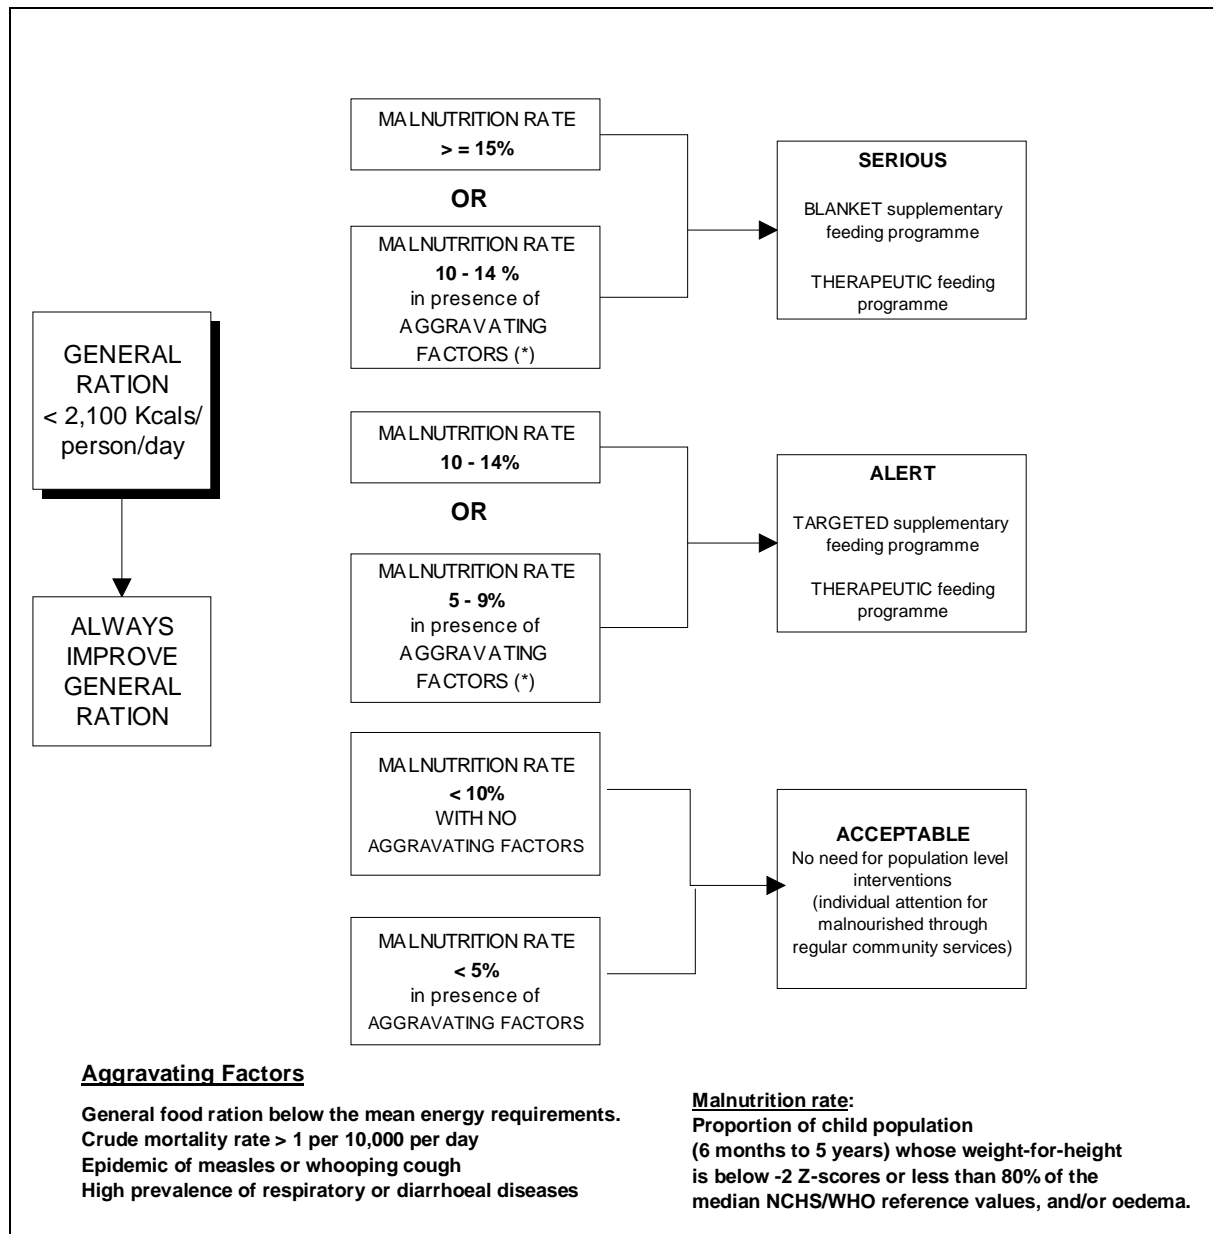 GENERAL
RATION
< 2,100 Kcals/
person/day
ALWAYS
IMPROVE
GENERAL
RATION
MALNUTRITION RATE
> = 15%
OR
MALNUTRITION RATE
10 - 14 %
in presence of
AGGRAVATING
FACTORS (*)
SERIOUS
BLANKET supplementary
feeding programme
THERAPEUTIC feeding
programme
MALNUTRITION RATE
10 - 14%
OR
MALNUTRITION RATE
5 - 9%
in presence of
AGGRAVATING
FACTORS (*)
ALERT
TARGETED supplementary
feeding programme
THERAPEUTIC feeding
programme
MALNUTRITION RATE
< 10%
WITH NO
AGGRAVATING FACTORS
MALNUTRITION RATE
< 5%
in presence of
AGGRAVATING FACTORS
ACCEPTABLE
No need for population level
interventions
(individual attention for
malnourished through
regular community services)
Aggravating Factors
General food ration below the mean energy requirements.
Crude mortality rate > 1 per 10,000 per day
Epidemic of measles or whooping cough
High prevalence of respiratory or diarrhoeal diseases
Malnutrition rate:
Proportion of child population
(6 months to 5 years) whose weight-for-height
is below -2 Z-scores or less than 80% of the
median NCHS/WHO reference values, and/or oedema.